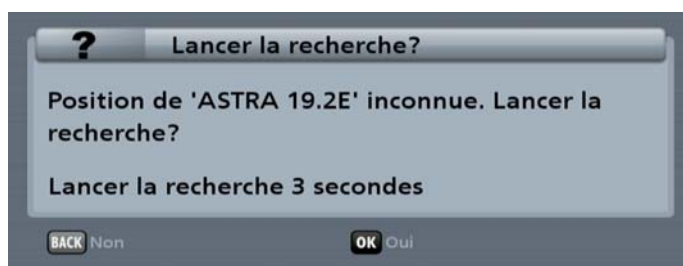 ? Lancer la recherche?
Position de 'ASTRA 19.2E' inconnue. Lancer la
recherche?
Lancer la recherche 3 secondes
BACK Non OK Oui